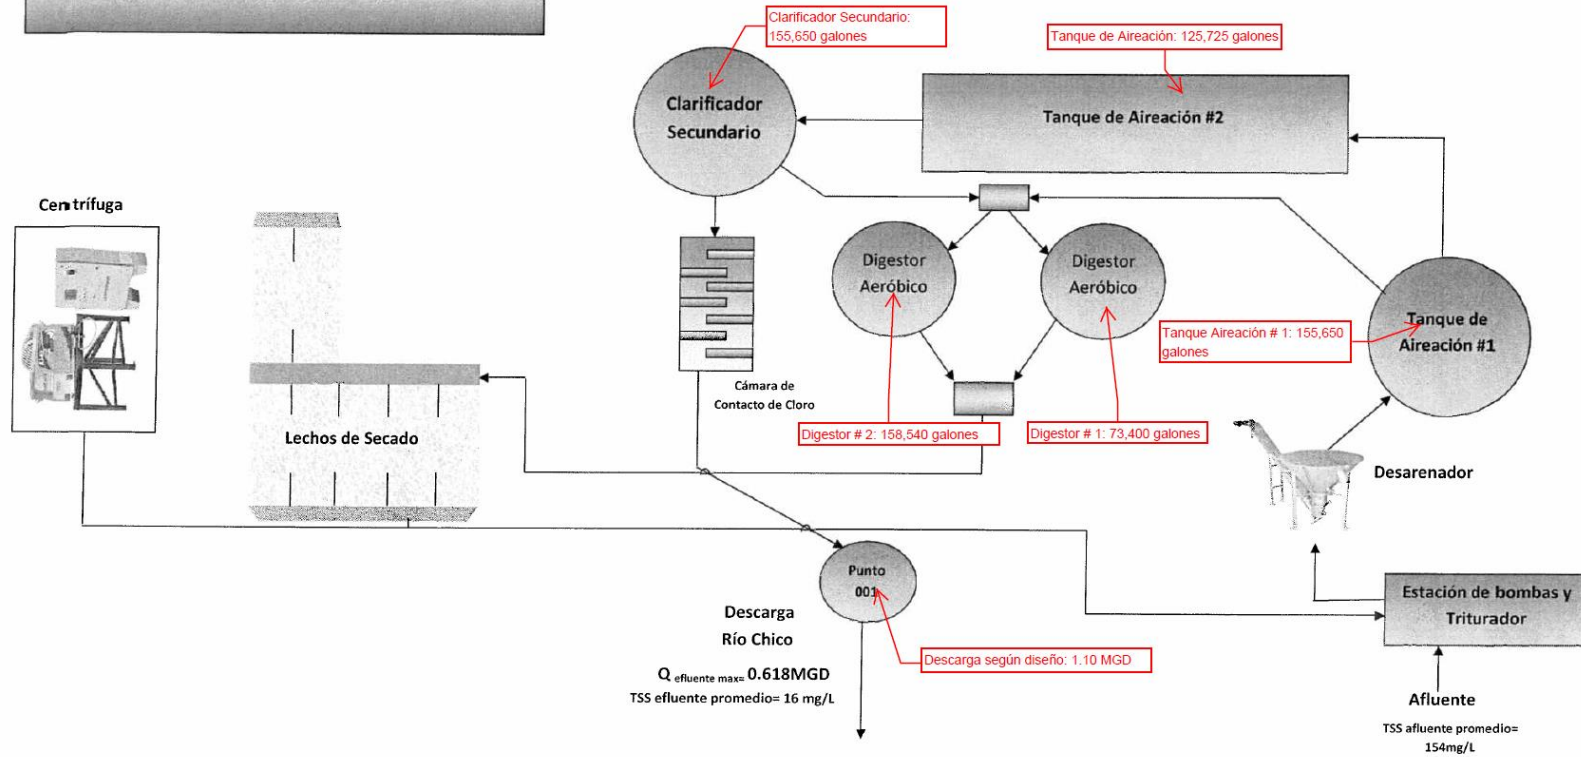 Clarificador Secundario:
155,650 galones
Tanque de Aireación: 125,725 galones
Clarificador
Secundario
Tanque de Aireación #2
Centrífuga
Digestor
Aeróbico
Digestor
Aeróbico
Tanque Aireación # 1: 155,650
galones
Tanque de
Aireación #1
Cámara de
Contacto de Cloro
Lechos de Secado
Digestor # 2: 158,540 galones
Digestor # 1: 73,400 galones
Desarenador
Punto
001
Descarga
Río Chico
Estación de bombas y
Triturador
Descarga según diseño: 1.10 MGD
Q efluente max= 0.618MGD
TSS efluente promedio= 16 mg/L
Afluente
TSS afluente promedio=
154mg/L